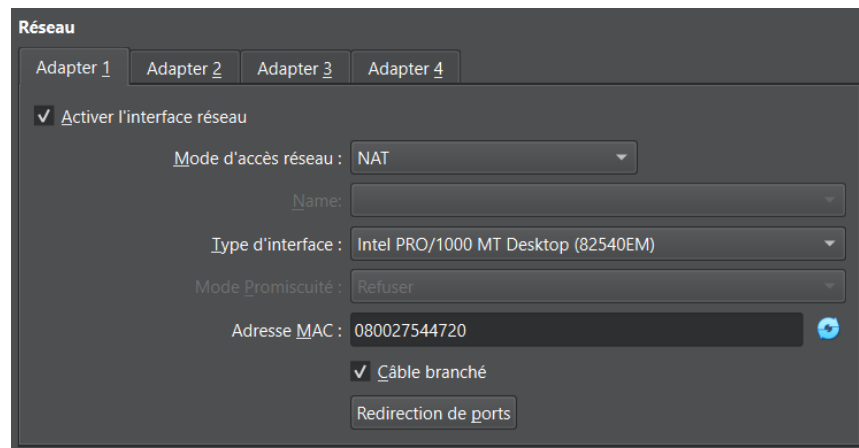 Réseau
Adapter 1 Adapter 2 Adapter 3 Adapter 4
Activer l'interface réseau
Mode d'accès réseau : NAT
Name:
Type d'interface : Intel PRO/1000 MT Desktop (82540EM)
Mode Promiscuité : Refuser
Adresse MAC : 080027544720
Câble branché
Redirection de ports